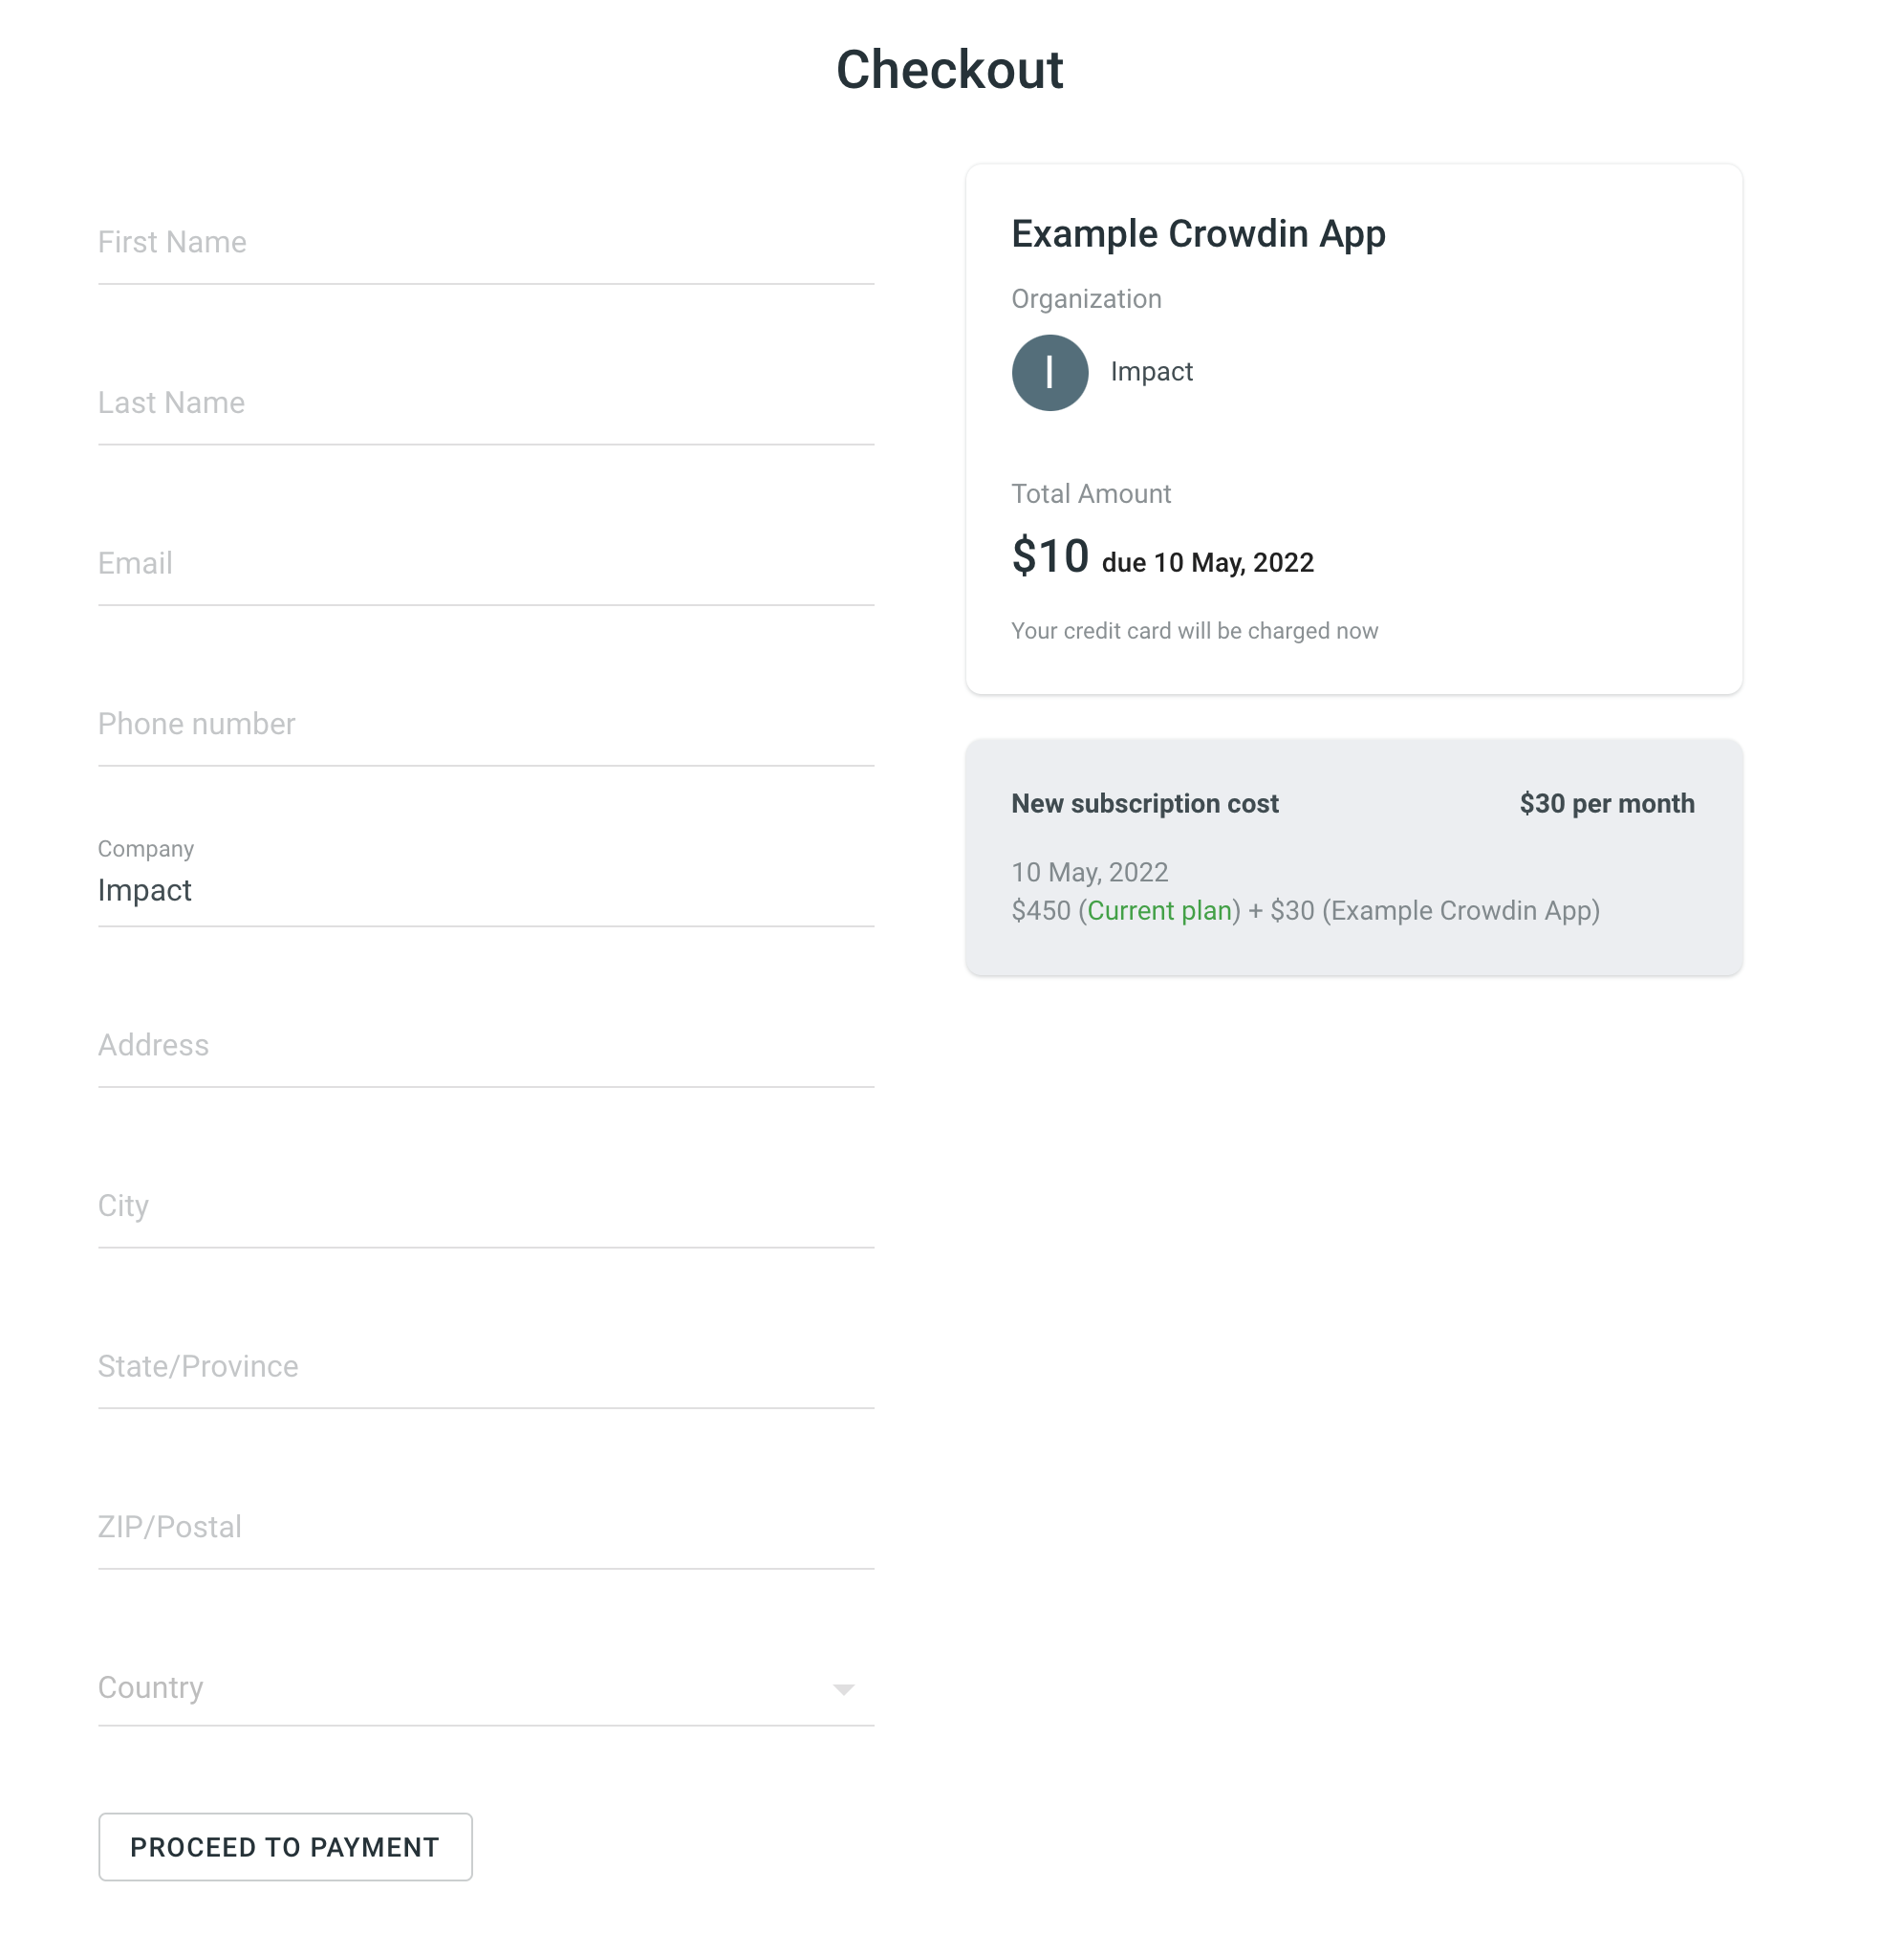 Checkout
First Name
Last Name
Email
Phone number
Company
Impact
Address
City
State/Province
ZIP/Postal
Country
PROCEED TO PAYMENT
Example Crowdin App
Organization
I Impact
Total Amount
$10 due 10 May, 2022
Your credit card will be charged now
New subscription cost $30 per month
10 May, 2022
$450 (Current plan) + $30 (Example Crowdin App)